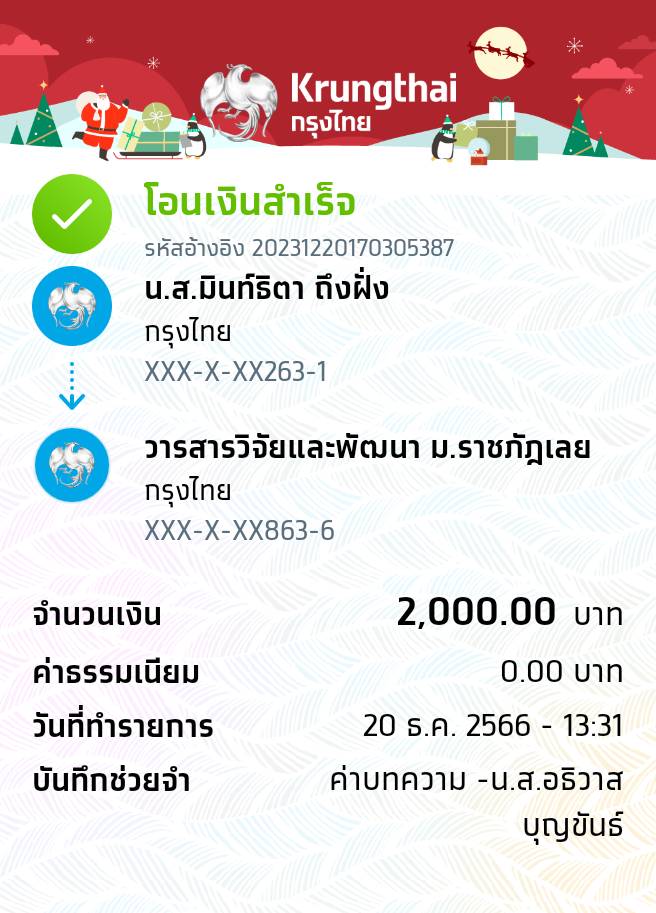 Krungthai
กรุงไทย
โอนเงินสำเร็จ
รหัสอ้างอิง 20231220170305387
น.ส.มินท์ธิตา ถึงฝั่ง
กรุงไทย
XXX-X-XX263-1
วารสารวิจัยและพัฒนา ม.ราชภัฎเลย
กรุงไทย
XXX-X-XX863-6
จำนวนเงิน 2,000.00 บาท
ค่าธรรมเนียม 0.00 บาท
วันที่ทำรายการ 20 ธ.ค. 2566 - 13:31
บันทึกช่วยจำ ค่าบทความ -น.ส.อธิวาส
บุญขันธ์